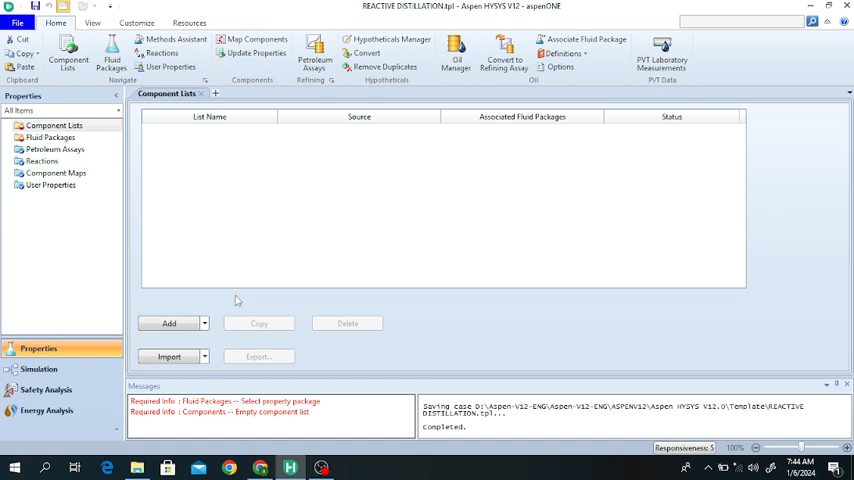 REACTIVE DISTILLATION.tpl - Aspen HYSYS V12 - aspenONE
File Home View Customize Resources
Cut
Copy
Paste
Clipboard
Component Lists
Fluid Packages
Methods Assistant
Reactions
User Properties
Navigate
Map Components
Update Properties
Components
Petroleum Assays
Refining
Hypotheticals Manager
Convert
Remove Duplicates
Hypotheticals
Oil Manager
Convert to Refining Assay
Associate Fluid Package
Definitions
Options
Oil
PVT Laboratory Measurements
PVT Data
Properties
All Items
Component Lists
Fluid Packages
Petroleum Assays
Reactions
Component Maps
User Properties
Properties
Simulation
Safety Analysis
Energy Analysis
Component Lists
List Name Source Associated Fluid Packages Status
Add Copy Delete
Import Export...
Messages
Required Info : Fluid Packages -- Select property package
Required Info : Components -- Empty component list
Saving case D:\Aspen-V12-ENG\Aspen-V12-ENG\ASPENV12\Aspen HYSYS V12.0\Template\REACTIVE
DISTILLATION.tpl...
Completed.
Responsiveness: 5 100%
7:44 AM
1/6/2024